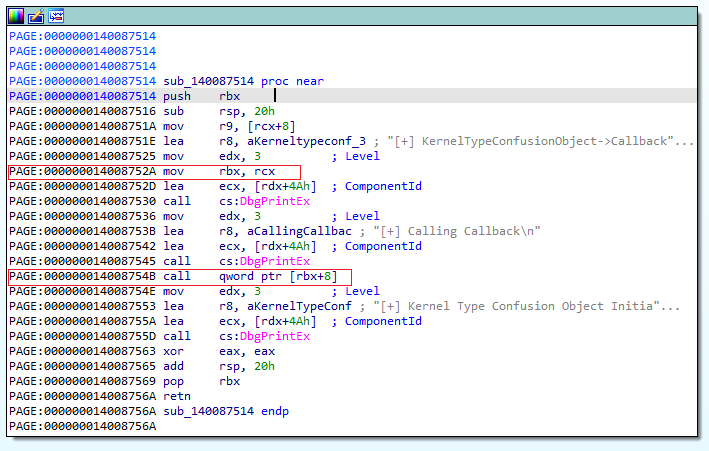 PAGE:0000000140087514
PAGE:0000000140087514
PAGE:0000000140087514
PAGE:0000000140087514 sub_140087514 proc near
PAGE:0000000140087514 push rbx
PAGE:0000000140087516 sub rsp, 20h
PAGE:000000014008751A mov r9, [rcx+8]
PAGE:000000014008751E lea r8, aKerneltypeconf_3 ; "[+] KernelTypeConfusionObject->Callback"...
PAGE:0000000140087525 mov edx, 3 ; Level
PAGE:000000014008752A mov rbx, rcx
PAGE:000000014008752D lea ecx, [rdx+4Ah] ; ComponentId
PAGE:0000000140087530 call cs:DbgPrintEx
PAGE:0000000140087536 mov edx, 3 ; Level
PAGE:000000014008753B lea r8, aCallingCallbac ; "[+] Calling Callback\n"
PAGE:0000000140087542 lea ecx, [rdx+4Ah] ; ComponentId
PAGE:0000000140087545 call cs:DbgPrintEx
PAGE:000000014008754B call qword ptr [rbx+8]
PAGE:000000014008754E mov edx, 3 ; Level
PAGE:0000000140087553 lea r8, aKernelTypeConf ; "[+] Kernel Type Confusion Object Initia"...
PAGE:000000014008755A lea ecx, [rdx+4Ah] ; ComponentId
PAGE:000000014008755D call cs:DbgPrintEx
PAGE:0000000140087563 xor eax, eax
PAGE:0000000140087565 add rsp, 20h
PAGE:0000000140087569 pop rbx
PAGE:000000014008756A retn
PAGE:000000014008756A sub_140087514 endp
PAGE:000000014008756A